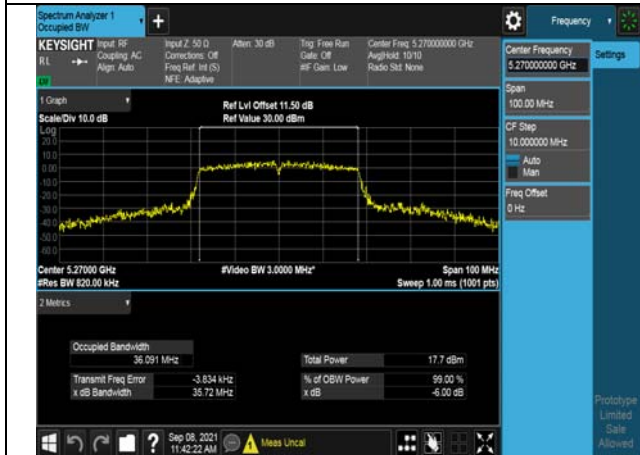 Spectrum Analyzer 1
Occupied BW
Frequency
KEYSIGHT
Input: RF
Coupling: AC
Align: Auto
Input Z: 50 Ω
Corrections: Off
Freq Ref: Int (S)
NFE: Adaptive
Atten: 30 dB
Trig: Free Run
Gate: Off
#IF Gain: Low
Center Freq: 5.270000000 GHz
Avg|Hold: 10/10
Radio Std: None
Center Frequency
5.270000000 GHz
Settings
Span
100.00 MHz
CF Step
10.000000 MHz
Auto
Man
Freq Offset
0 Hz
1 Graph
Scale/Div 10.0 dB
Ref Lvl Offset 11.50 dB
Ref Value 30.00 dBm
Log
20.0
10.0
0.00
-10.0
-20.0
-30.0
-40.0
-50.0
-60.0
Center 5.27000 GHz
#Res BW 820.00 kHz
#Video BW 3.0000 MHz*
Span 100 MHz
Sweep 1.00 ms (1001 pts)
2 Metrics
Occupied Bandwidth
36.091 MHz
Total Power 17.7 dBm
Transmit Freq Error -3.834 kHz
% of OBW Power 99.00 %
x dB Bandwidth 35.72 MHz
x dB -6.00 dB
Prototype
Limited
Sale
Allowed
Sep 08, 2021
11:42:22 AM
Meas Uncal